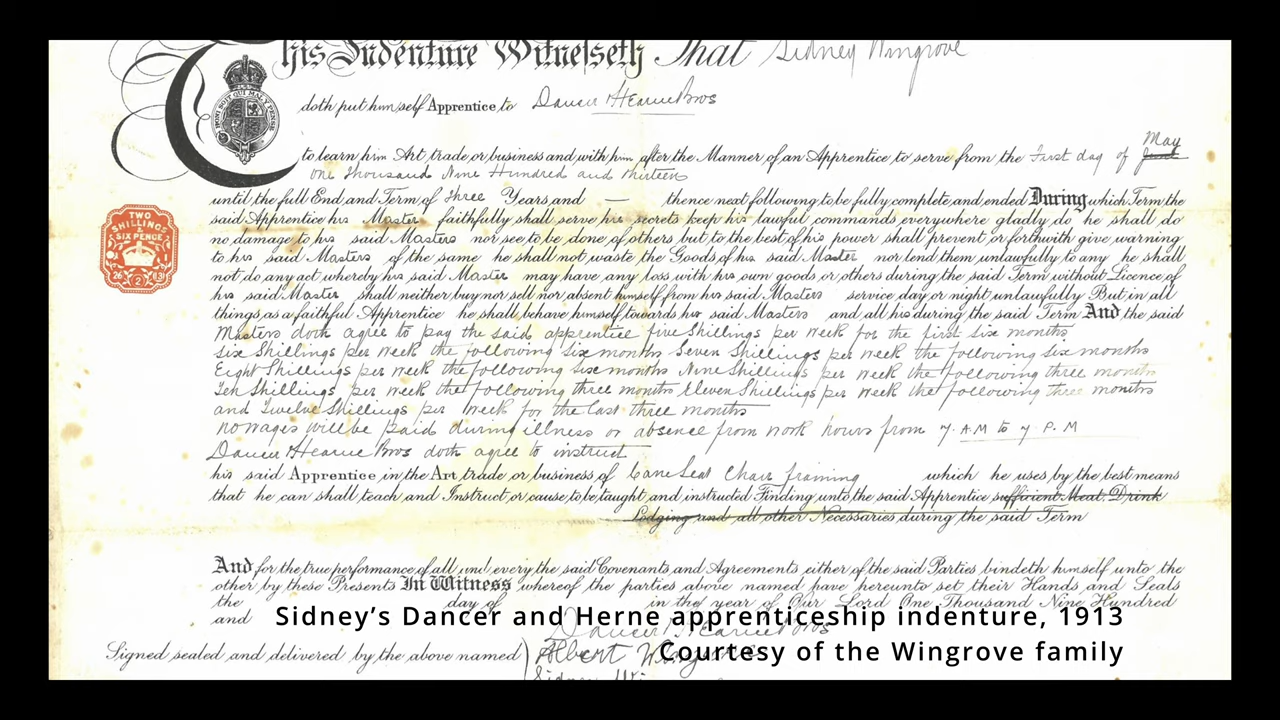 This Indenture Witnesseth That Sidney Wingrove
HONI SOIT QUI MAL Y PENSE
doth put himself Apprentice to Dancer & Hearne Bros
to learn him Art, trade or business and with him after the Manner of an Apprentice to serve from the First day of June May
one Thousand Nine Hundred and thirteen
until the full End and Term of three Years and — thence next following to be fully complete and ended During which Term the
said Apprentice his Masters faithfully shall serve his secrets keep his lawful commands everywhere gladly do he shall do
no damage to his said Masters nor see to be done of others but to the best of his power shall prevent or forthwith give warning
to his said Masters of the same he shall not waste the Goods of his said Master nor lend them unlawfully to any he shall
not do any act whereby his said Master may have any loss with his own goods or others during the said Term without Licence of
his said Master shall neither buy nor sell nor absent himself from his said Masters service day or night unlawfully But in all
things as a faithful Apprentice he shall behave himself towards his said Masters and all his during the said Term And the said
Masters doth agree to pay the said apprentice five Shillings per week for the first six months
six Shillings per week the following six months Seven Shillings per week the following six months
Eight Shillings per week the following six months Nine Shillings per week the following three months
Ten Shillings per week the following three months Eleven Shillings per week the following three months
and Twelve Shillings per week for the last three months
no wages will be paid during illness or absence from work hours from 7 A.M to 7 P.M
Dancer & Hearne Bros doth agree to instruct
his said Apprentice in the Art, trade or business of Cane Seat Chair framing which he uses by the best means
that he can shall teach and Instruct or cause to be taught and instructed Finding unto the said Apprentice sufficient Meat, Drink
Lodging and all other Necessaries during the said Term
And for the true performance of all and every the said Covenants and Agreements either of the said Parties bindeth himself unto the
other by these Presents In Witness whereof the parties above named have hereunto set their Hands and Seals
the day of in the year of Our Lord One Thousand Nine Hundred
and
Dancer & Hearne Bros
Signed sealed and delivered by the above named
Albert Wingrove
Sidney Wi
TWO SHILLINGS SIX PENCE
26 2 83
Sidney's Dancer and Herne apprenticeship indenture, 1913
Courtesy of the Wingrove family